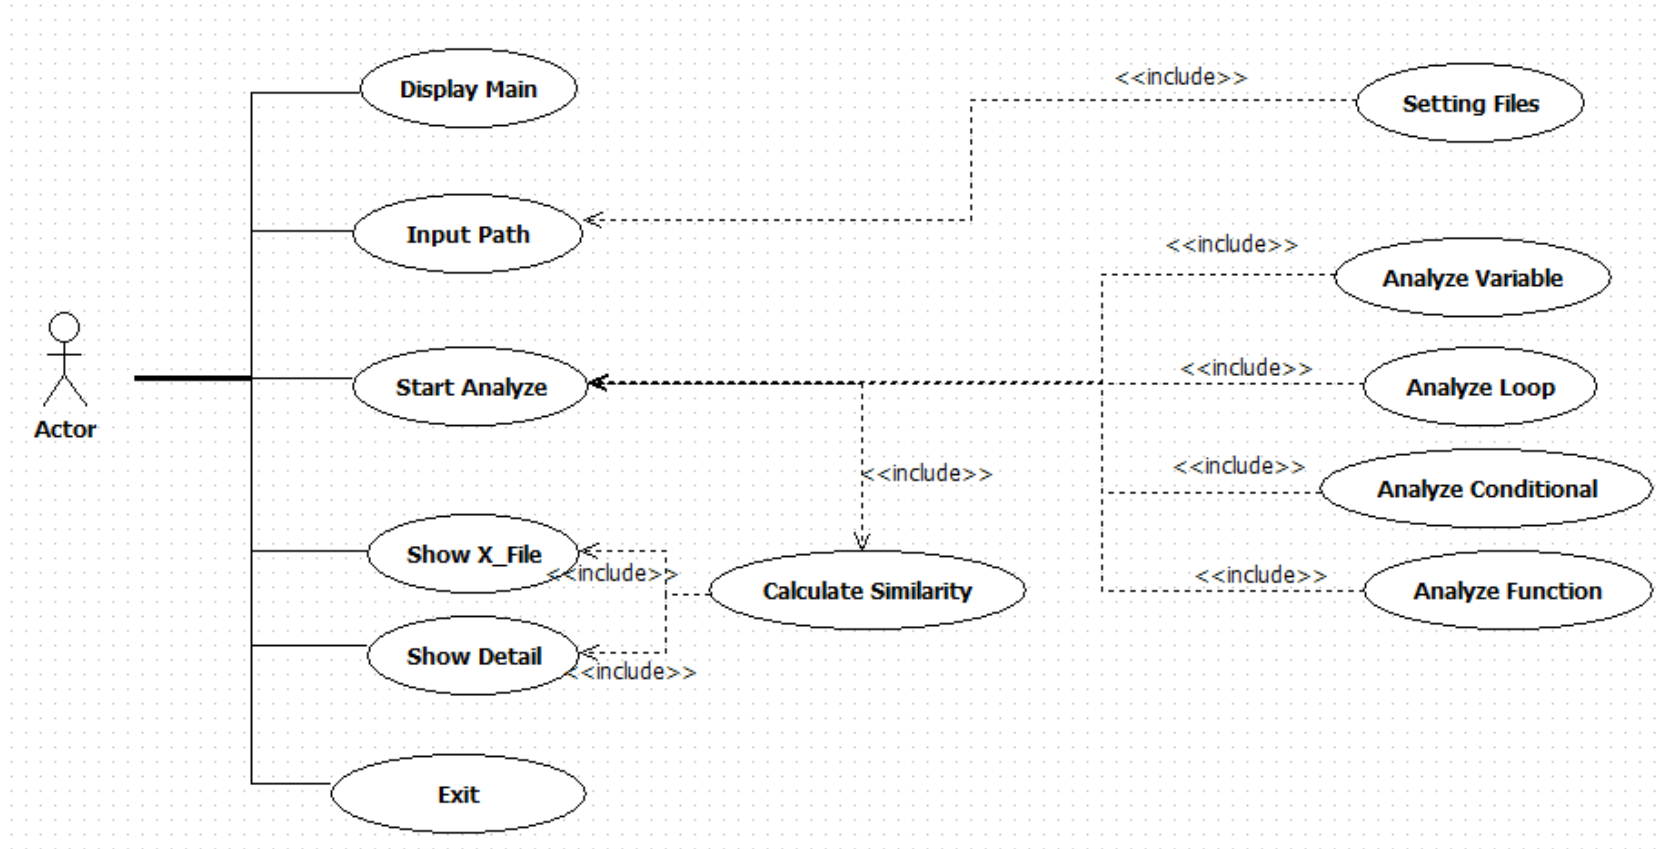 Display Main
<<include>>
Setting Files
Input Path
<<include>>
Analyze Variable
Actor
Start Analyze
<<include>>
Analyze Loop
<<include>>
<<include>>
Analyze Conditional
Show X_File
<<include>>
Calculate Similarity
<<include>>
Analyze Function
Show Detail
<<include>>
Exit